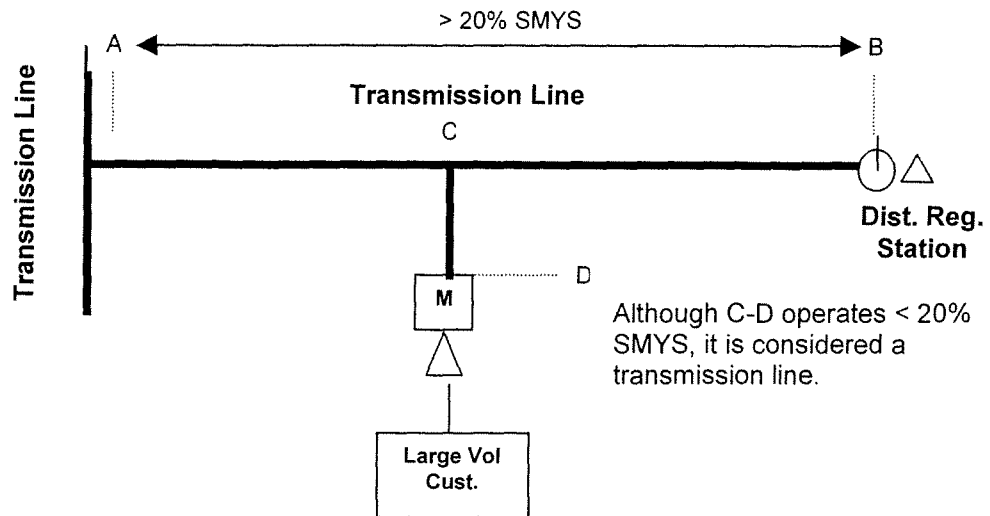 > 20% SMYS
A
B
Transmission Line
Transmission Line
C
Dist. Reg.
Station
D
M
Although C-D operates < 20%
SMYS, it is considered a
transmission line.
Large Vol
Cust.